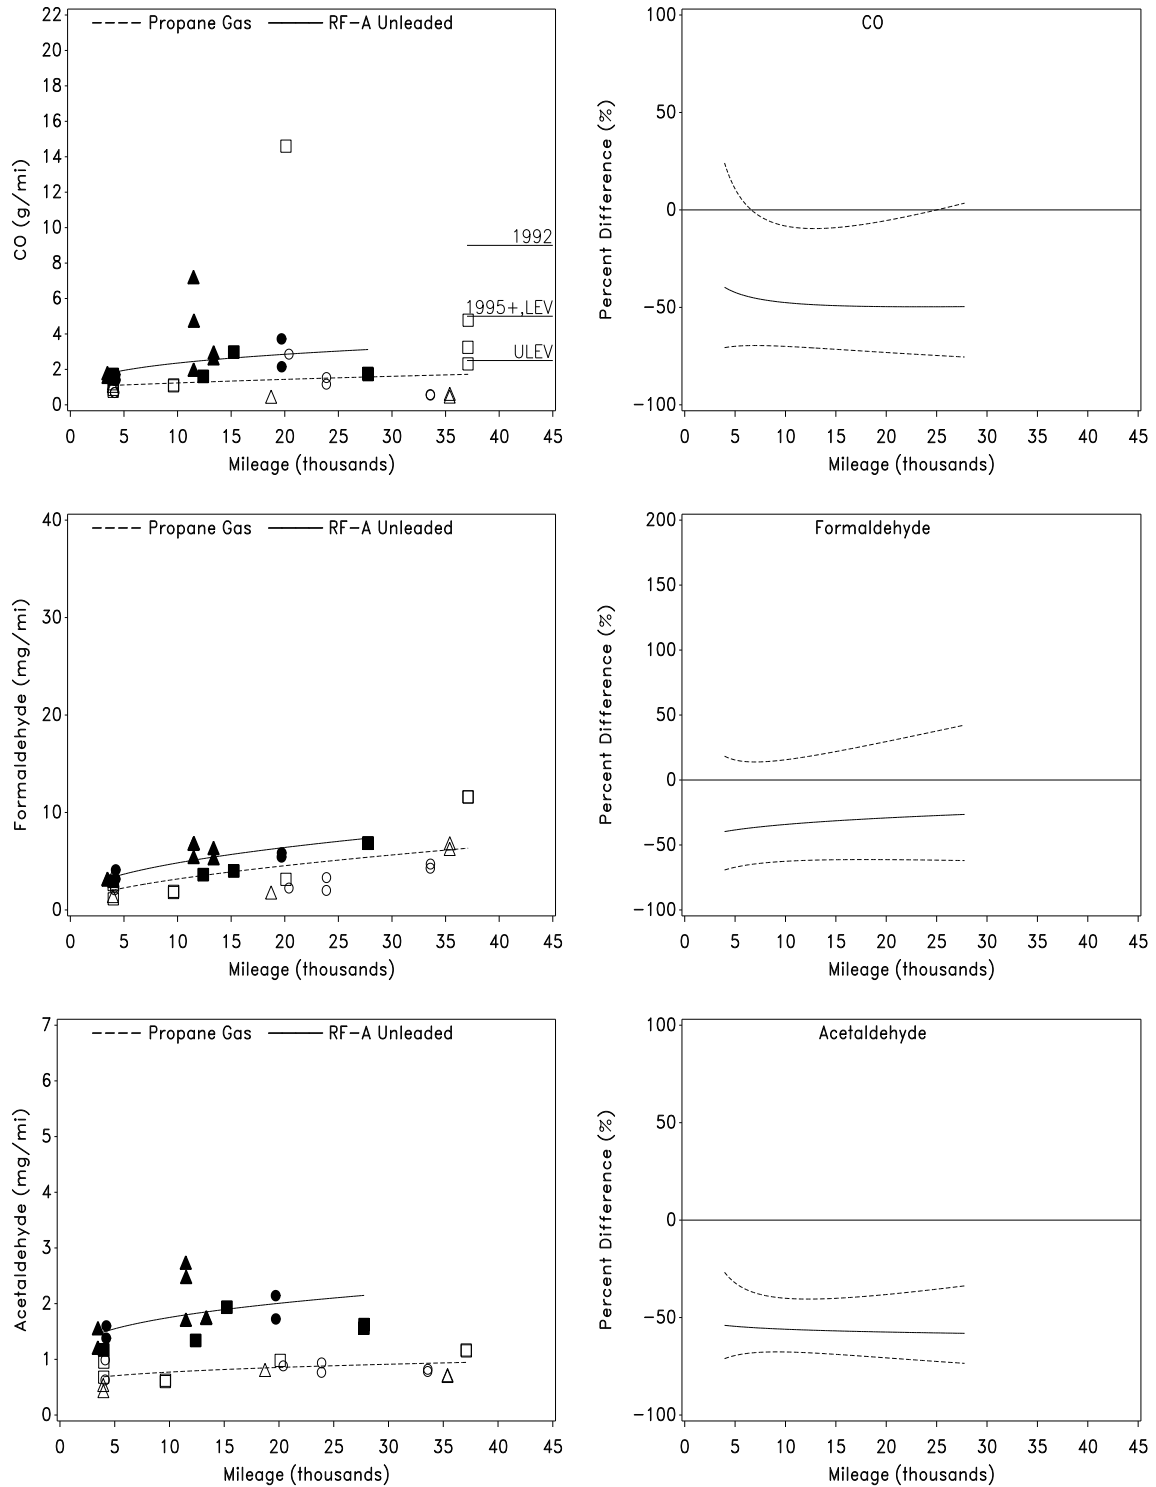 22
20
18
16
14
12
10
8
6
4
2
0
CO (g/mi)
Propane Gas RF-A Unleaded
1992
1995+,LEV
ULEV
0 5 10 15 20 25 30 35 40 45
Mileage (thousands)
100
50
0
-50
-100
Percent Difference (%)
CO
0 5 10 15 20 25 30 35 40 45
Mileage (thousands)
40
30
20
10
0
Formaldehyde (mg/mi)
Propane Gas RF-A Unleaded
0 5 10 15 20 25 30 35 40 45
Mileage (thousands)
200
150
100
50
0
-50
-100
Percent Difference (%)
Formaldehyde
0 5 10 15 20 25 30 35 40 45
Mileage (thousands)
7
6
5
4
3
2
1
0
Acetaldehyde (mg/mi)
Propane Gas RF-A Unleaded
0 5 10 15 20 25 30 35 40 45
Mileage (thousands)
100
50
0
-50
-100
Percent Difference (%)
Acetaldehyde
0 5 10 15 20 25 30 35 40 45
Mileage (thousands)